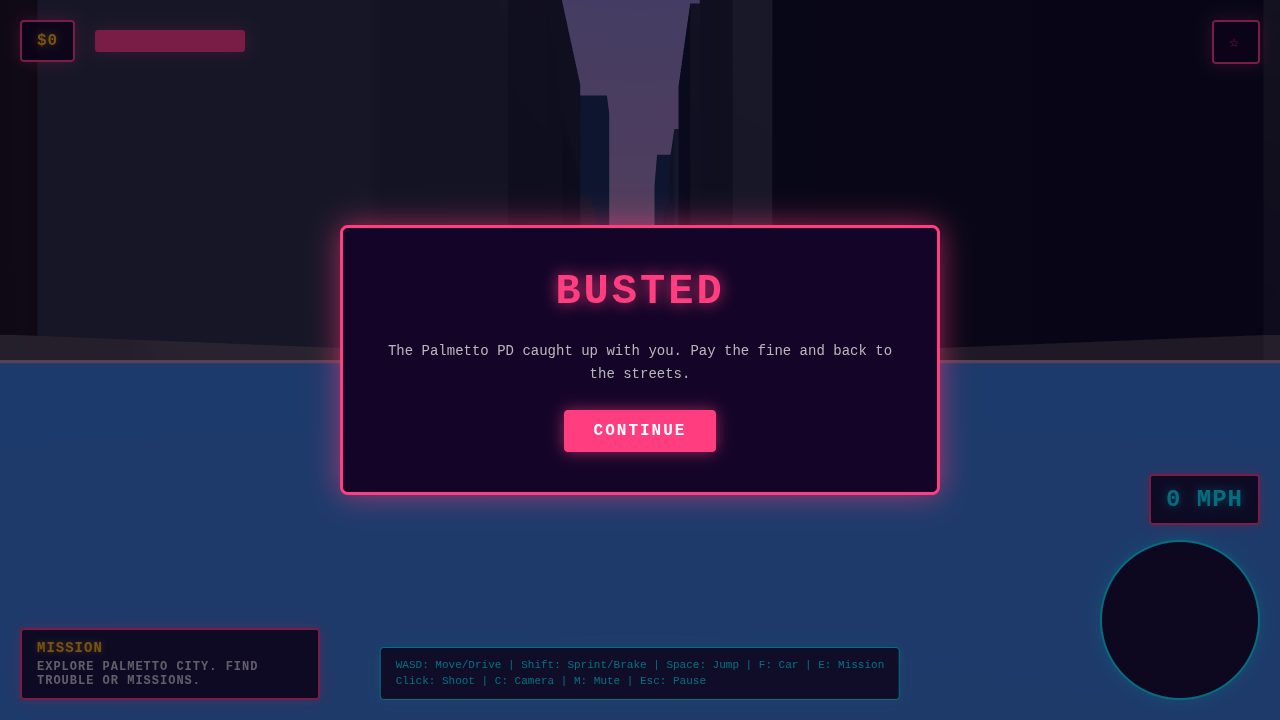 $0
☆
BUSTED
The Palmetto PD caught up with you. Pay the fine and back to
the streets.
CONTINUE
0 MPH
MISSION
EXPLORE PALMETTO CITY. FIND
TROUBLE OR MISSIONS.
WASD: Move/Drive | Shift: Sprint/Brake | Space: Jump | F: Car | E: Mission
Click: Shoot | C: Camera | M: Mute | Esc: Pause